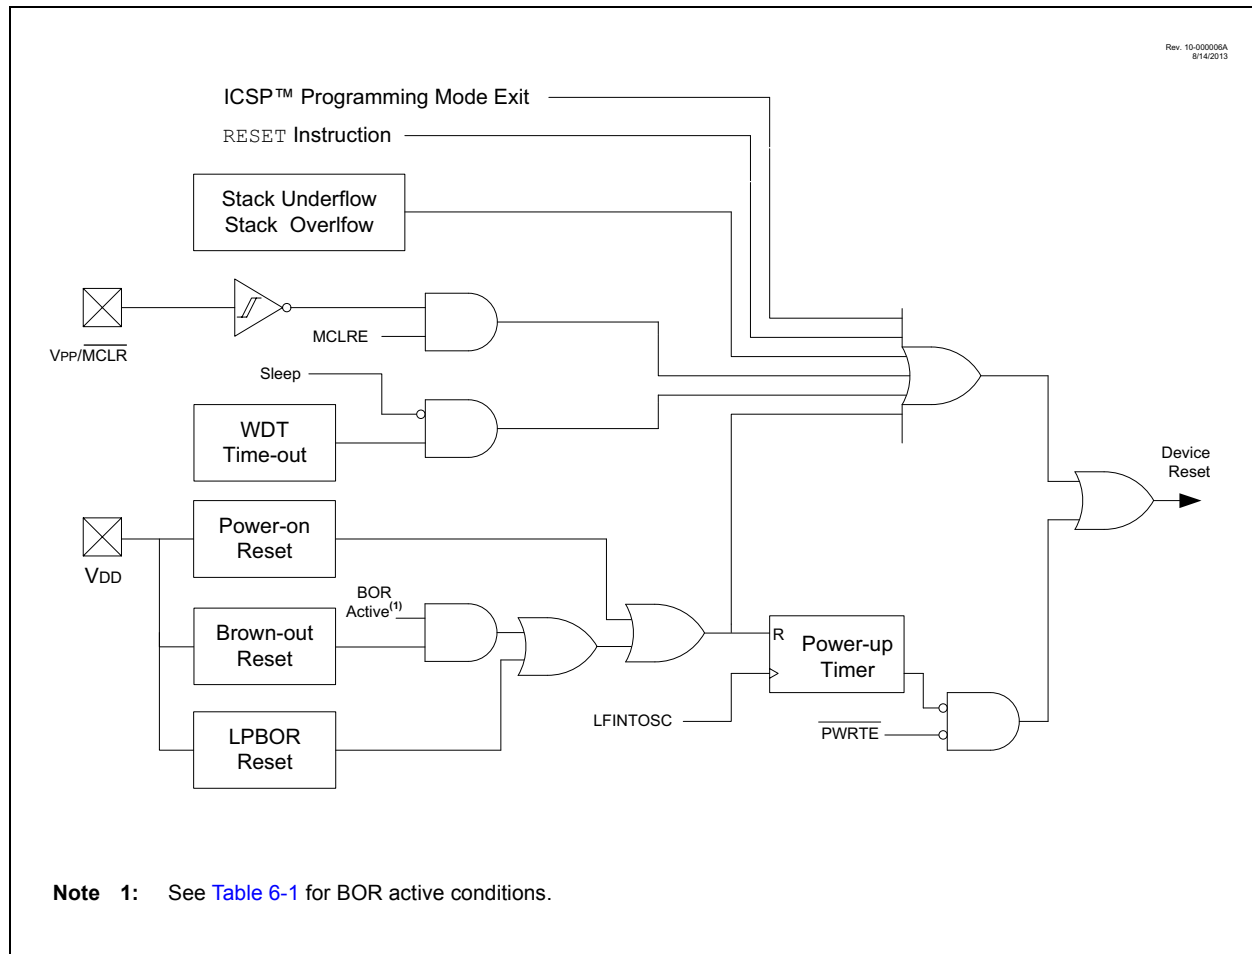 Rev. 10-000006A
8/14/2013
ICSP™ Programming Mode Exit
RESET Instruction
Stack Underflow
Stack Overlfow
VPP/MCLR
MCLRE
Sleep
WDT
Time-out
Device
Reset
VDD
Power-on
Reset
BOR
Active(1)
Brown-out
Reset
R
Power-up
Timer
LFINTOSC
PWRTE
LPBOR
Reset
Note 1: See Table 6-1 for BOR active conditions.